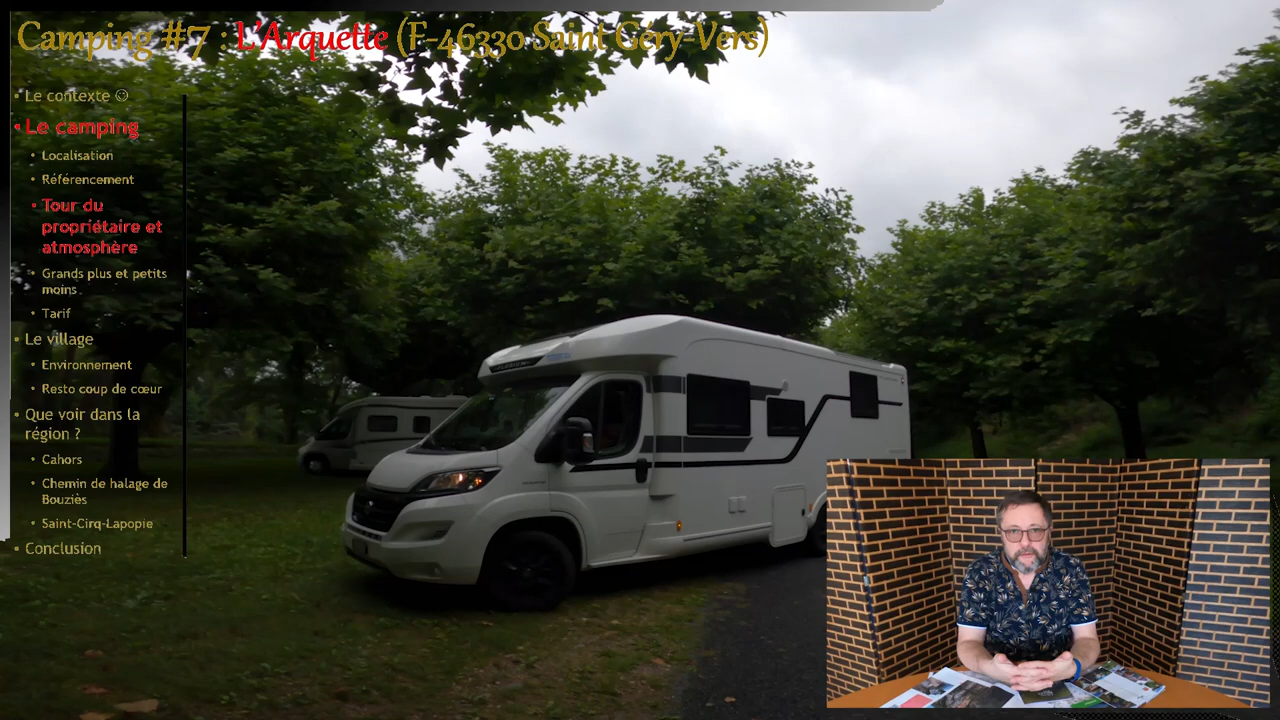 Camping #7 : L'Arquette (F-46330 Saint Géry-Vers)
• Le contexte ☺
• Le camping
• Localisation
• Référencement
• Tour du
propriétaire et
atmosphère
• Grands plus et petits
moins
• Tarif
• Le village
• Environnement
• Resto coup de cœur
• Que voir dans la
région ?
• Cahors
• Chemin de halage de
Bouziès
• Saint-Cirq-Lapopie
• Conclusion